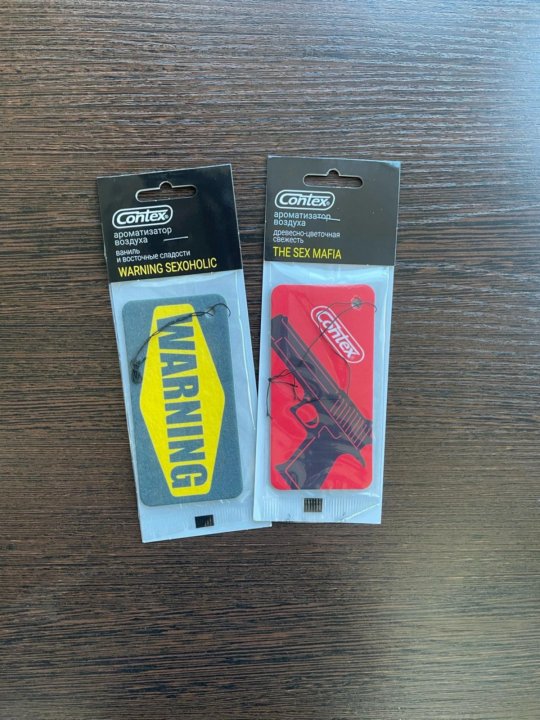 Contex®
ароматизатор
воздуха
ваниль
и восточные сладости
WARNING SEXOHOLIC
WARNING
Contex®
ароматизатор
воздуха
древесно-цветочная
свежесть
THE SEX MAFIA
Contex